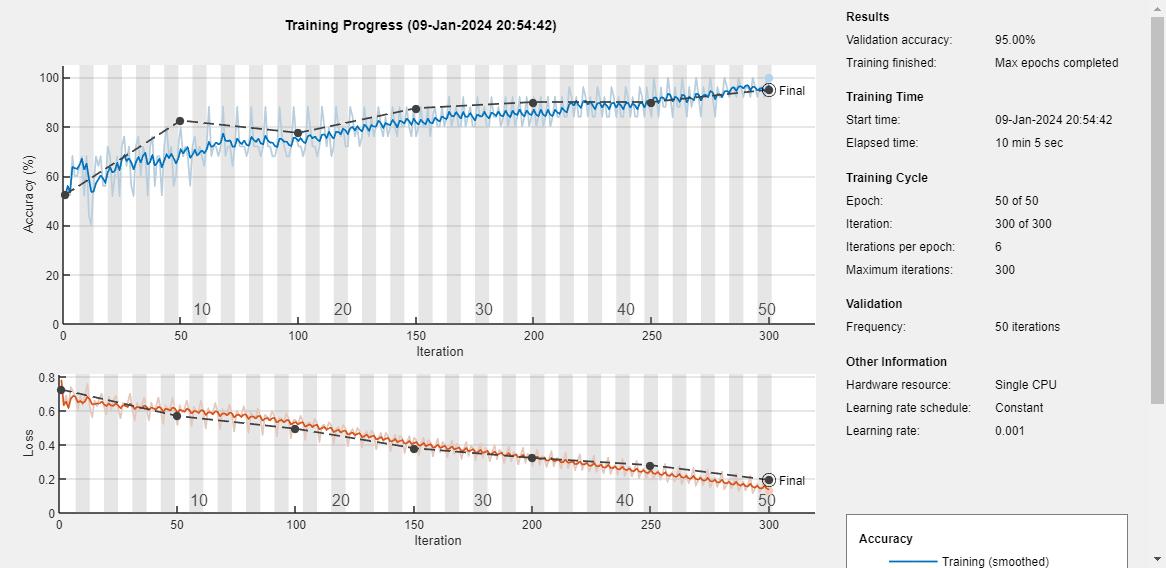 Training Progress (09-Jan-2024 20:54:42)
Accuracy (%)
100
80
60
40
20
0
10
20
30
40
50
Final
0
50
100
150
200
250
300
Iteration
Loss
0.8
0.6
0.4
0.2
0
10
20
30
40
50
Final
0
50
100
150
200
250
300
Iteration
Results
Validation accuracy: 95.00%
Training finished: Max epochs completed
Training Time
Start time: 09-Jan-2024 20:54:42
Elapsed time: 10 min 5 sec
Training Cycle
Epoch: 50 of 50
Iteration: 300 of 300
Iterations per epoch: 6
Maximum iterations: 300
Validation
Frequency: 50 iterations
Other Information
Hardware resource: Single CPU
Learning rate schedule: Constant
Learning rate: 0.001
Accuracy
Training (smoothed)